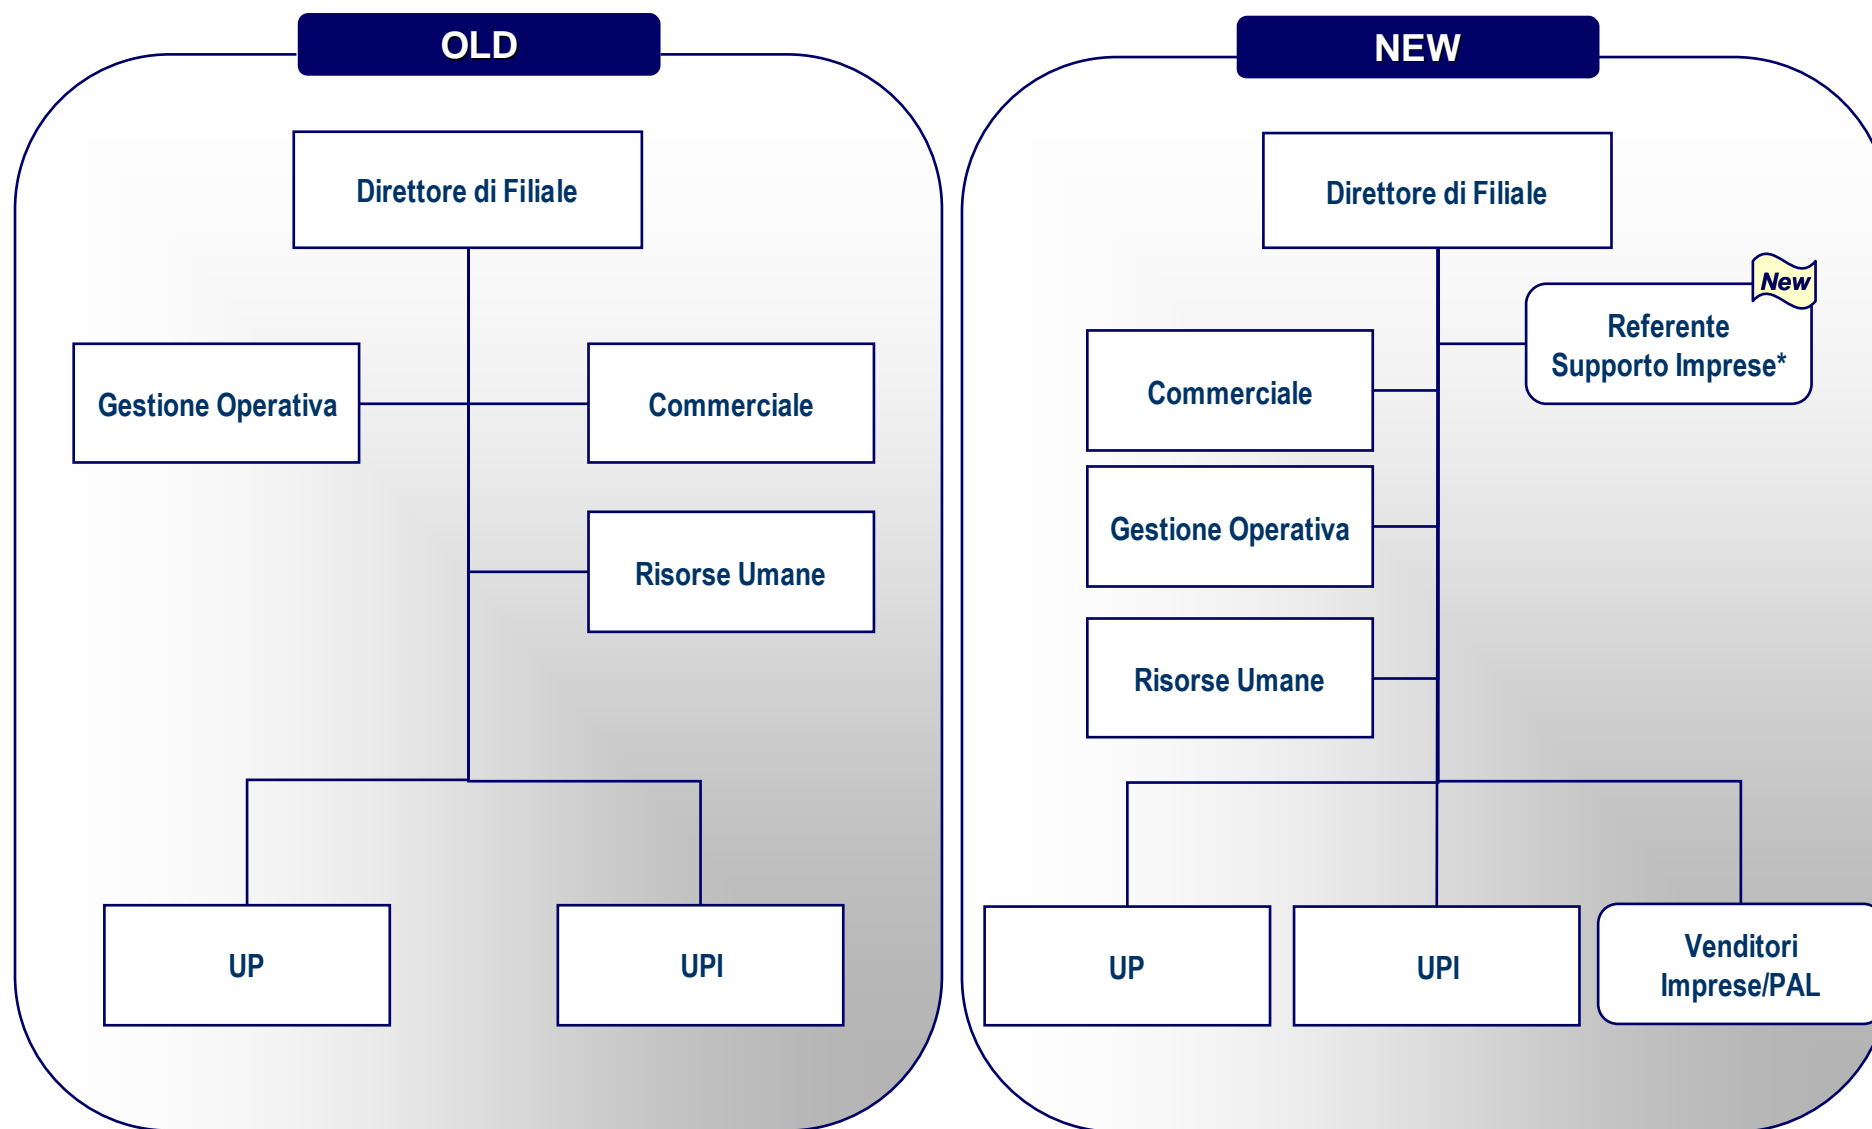 OLD
Direttore di Filiale
Gestione Operativa
Commerciale
Risorse Umane
UP
UPI
NEW
Direttore di Filiale
New
Referente
Supporto Imprese*
Commerciale
Gestione Operativa
Risorse Umane
UP
UPI
Venditori
Imprese/PAL